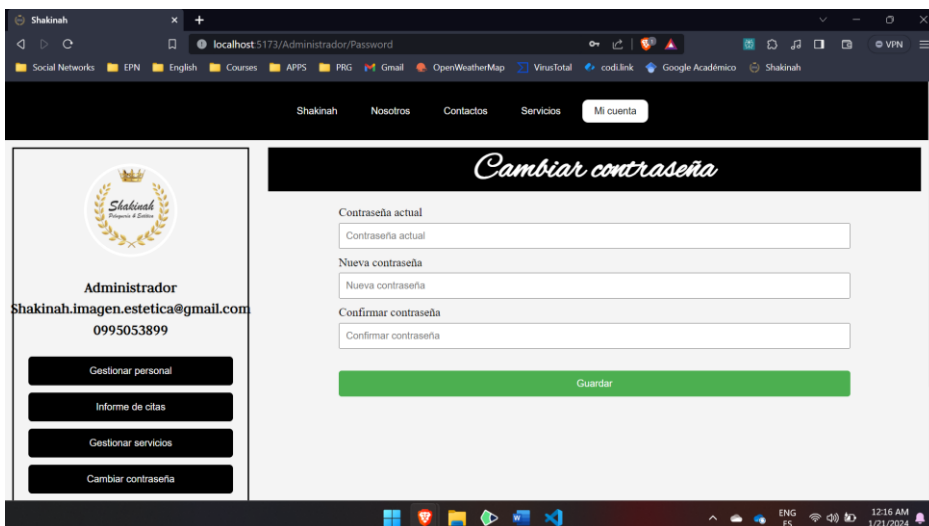 Shakinah
localhost:5173/Administrador/Password
VPN
Social Networks EPN English Courses APPS PRG Gmail OpenWeatherMap VirusTotal codi.link Google Académico Shakinah
Shakinah Nosotros Contactos Servicios Mi cuenta
Shakinah
Peluquería & Estética
Administrador
Shakinah.imagen.estetica@gmail.com
0995053899
Gestionar personal
Informe de citas
Gestionar servicios
Cambiar contraseña
Cambiar contraseña
Contraseña actual
Contraseña actual
Nueva contraseña
Nueva contraseña
Confirmar contraseña
Confirmar contraseña
Guardar
ENG
ES
12:16 AM
1/21/2024